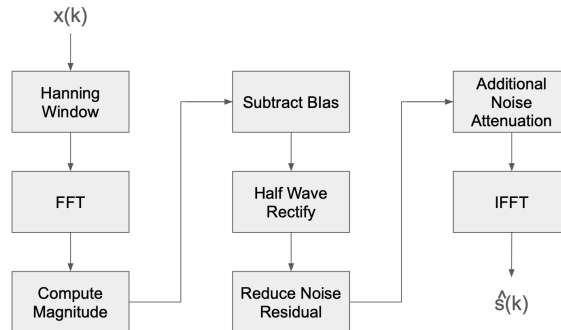 x(k)
Hanning
Window
FFT
Compute
Magnitude
Subtract BIas
Half Wave
Rectify
Reduce Noise
Residual
Additional
Noise
Attenuation
IFFT
ŝ(k)